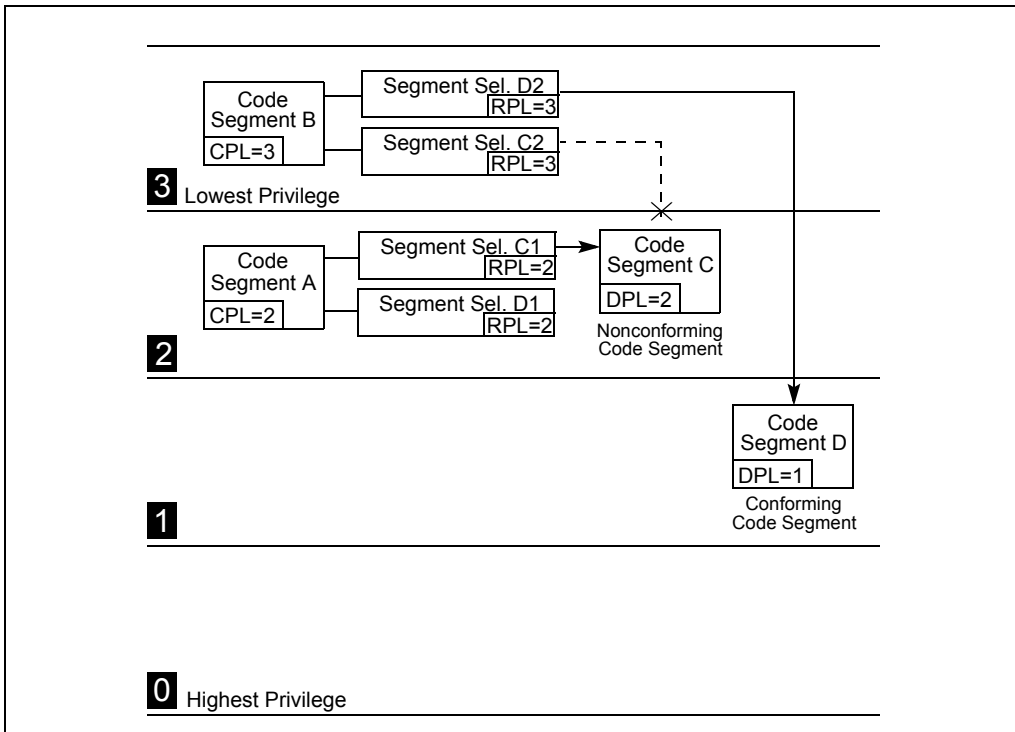 Code
Segment B
CPL=3
Segment Sel. D2
RPL=3
Segment Sel. C2
RPL=3
3 Lowest Privilege
Code
Segment A
CPL=2
Segment Sel. C1
RPL=2
Segment Sel. D1
RPL=2
Code
Segment C
DPL=2
Nonconforming
Code Segment
2
Code
Segment D
DPL=1
Conforming
Code Segment
1
0 Highest Privilege